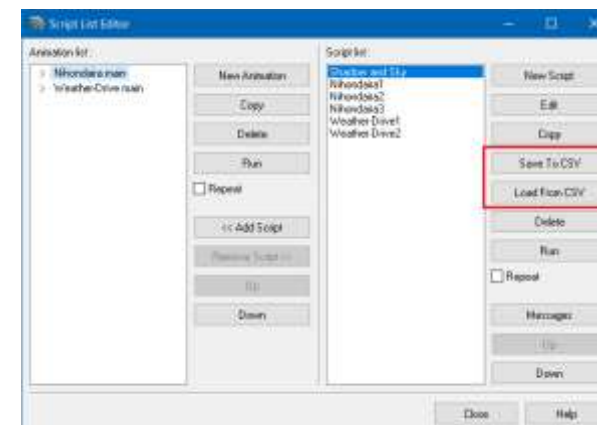 Script List Editor
Animation list:
Nihondaira main
Weather-Drive main
New Animation
Copy
Delete
Run
Repeat
<< Add Script
Remove Script >>
Up
Down
Script list:
Shadow and Sky
Nihondaira1
Nihondaira2
Nihondaira3
Weather Drive1
Weather Drive2
New Script
Edit
Copy
Save To CSV
Load From CSV
Delete
Run
Repeat
Messages
Up
Down
Close
Help